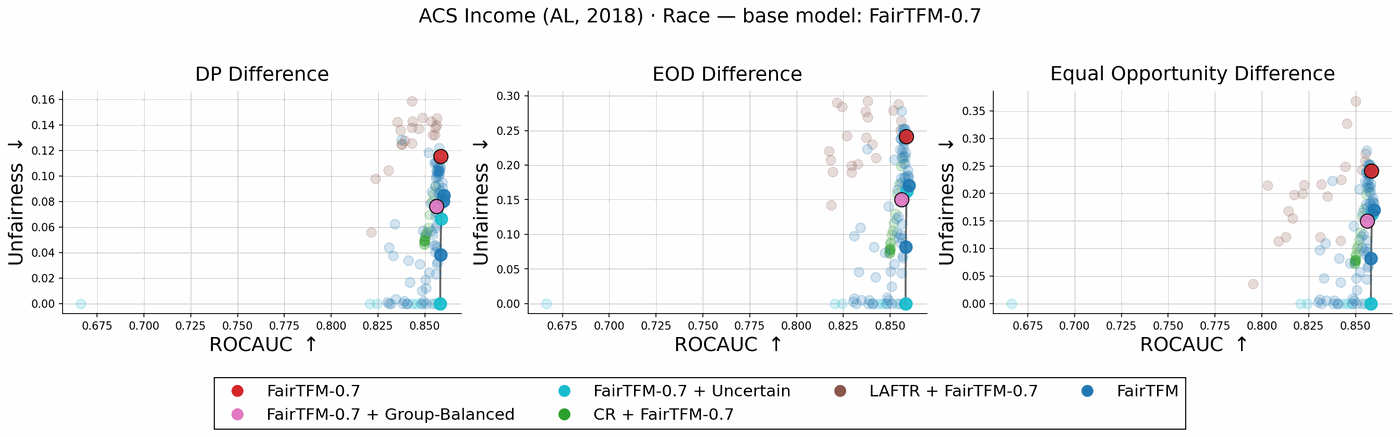 ACS Income (AL, 2018) · Race — base model: FairTFM-0.7
DP Difference
Unfairness ↓
0.16
0.14
0.12
0.10
0.08
0.06
0.04
0.02
0.00
0.675 0.700 0.725 0.750 0.775 0.800 0.825 0.850
ROCAUC ↑
EOD Difference
Unfairness ↓
0.30
0.25
0.20
0.15
0.10
0.05
0.00
0.675 0.700 0.725 0.750 0.775 0.800 0.825 0.850
ROCAUC ↑
Equal Opportunity Difference
Unfairness ↓
0.35
0.30
0.25
0.20
0.15
0.10
0.05
0.00
0.675 0.700 0.725 0.750 0.775 0.800 0.825 0.850
ROCAUC ↑
FairTFM-0.7
FairTFM-0.7 + Group-Balanced
FairTFM-0.7 + Uncertain
CR + FairTFM-0.7
LAFTR + FairTFM-0.7
FairTFM